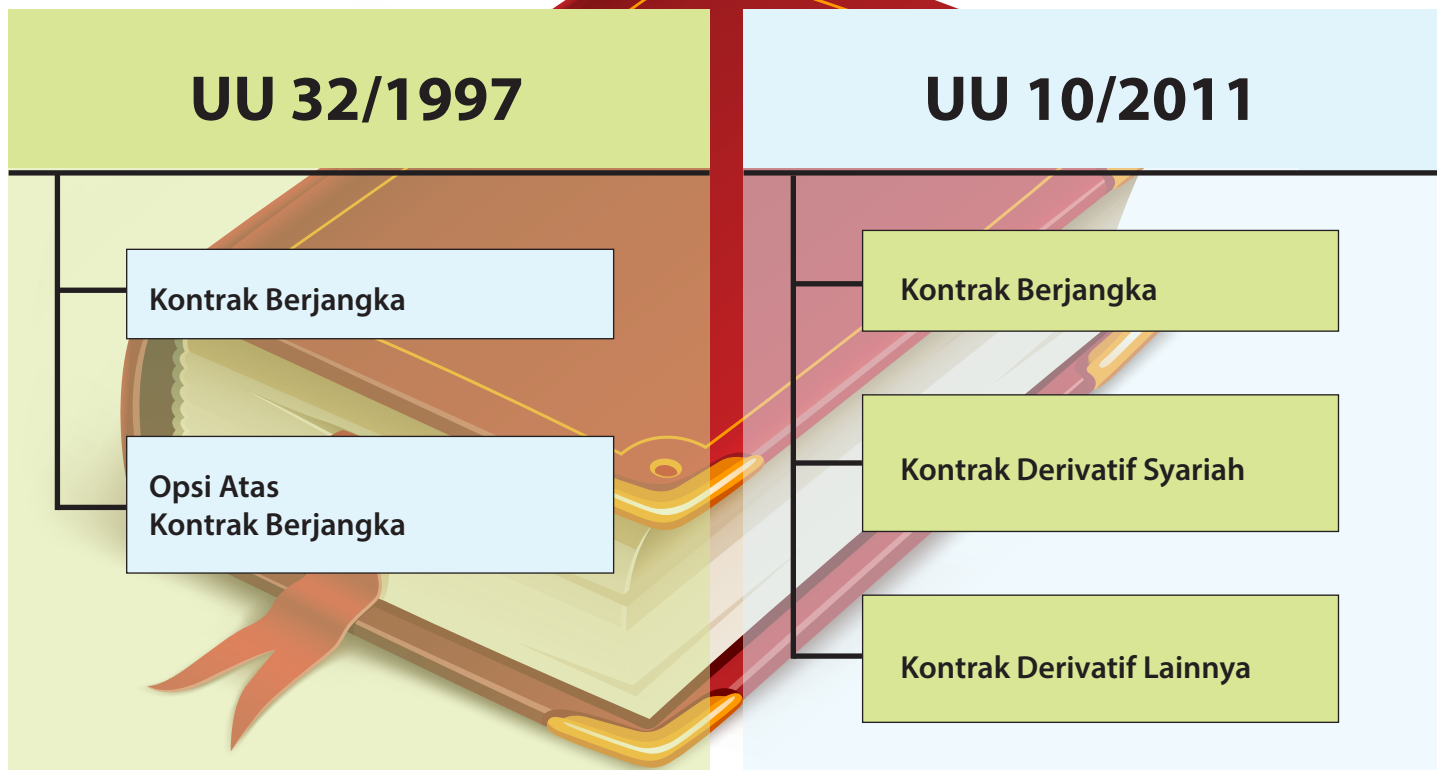 UU 32/1997
Kontrak Berjangka
Opsi Atas
Kontrak Berjangka
UU 10/2011
Kontrak Berjangka
Kontrak Derivatif Syariah
Kontrak Derivatif Lainnya